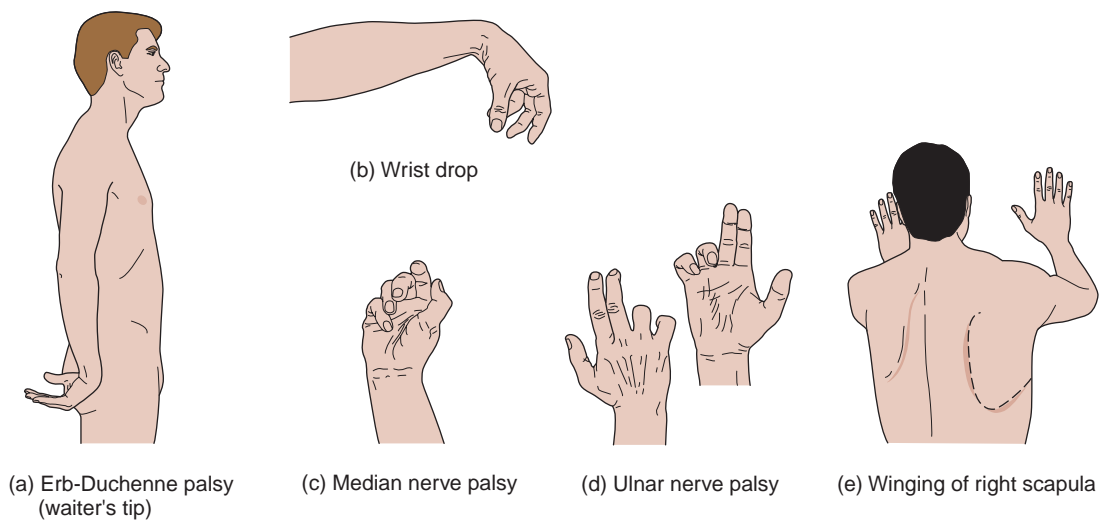 (b) Wrist drop
(a) Erb-Duchenne palsy
(waiter's tip)
(c) Median nerve palsy
(d) Ulnar nerve palsy
(e) Winging of right scapula